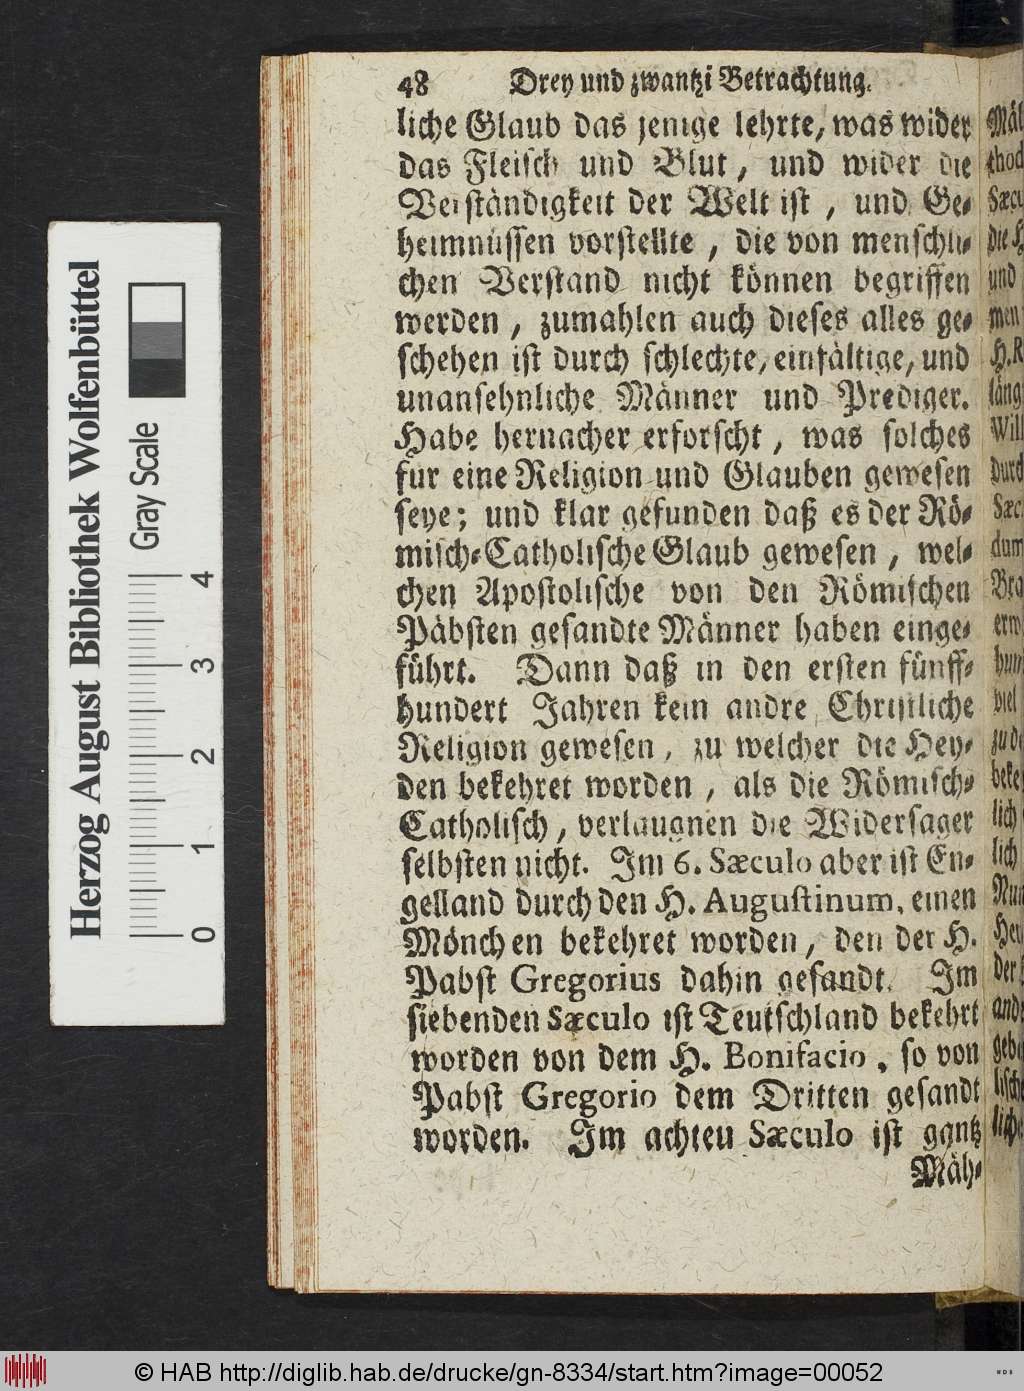 48 Drey und zwantzi Betrachtung.
liche Glaub das jenige lehrte, was wider
das Fleisch und Blut, und wider die
Verständigkeit der Welt ist, und Ge-
heimnüssen vorstellte, die von menschli-
chen Verstand nicht können begriffen
werden, zumahlen auch dieses alles ge-
schehen ist durch schlechte, einfältige, und
unansehnliche Männer und Prediger.
Habe hernacher erforscht, was solches
für eine Religion und Glauben gewesen
seye; und klar gefunden daß es der Rö-
misch-Catholische Glaub gewesen, wel-
chen Apostolische von den Römischen
Päbsten gesandte Männer haben einge-
führt. Dann daß in den ersten fünff-
hundert Jahren kein andre Christliche
Religion gewesen, zu welcher die Hey-
den bekehret worden, als die Römisch-
Catholisch, verlaugnen die Widersager
selbsten nicht. Im 6. Sæculo aber ist En-
gelland durch den H. Augustinum, einen
Mönchen bekehret worden, den der H.
Pabst Gregorius dahin gesandt. Im
siebenden Sæculo ist Teutschland bekehrt
worden von dem H. Bonifacio, so von
Pabst Gregorio dem Dritten gesandt
worden. Im achten Sæculo ist gantz
Mäh-
Herzog August Bibliothek Wolfenbüttel
Gray Scale
0 1 2 3 4
© HAB http://diglib.hab.de/drucke/gn-8334/start.htm?image=00052